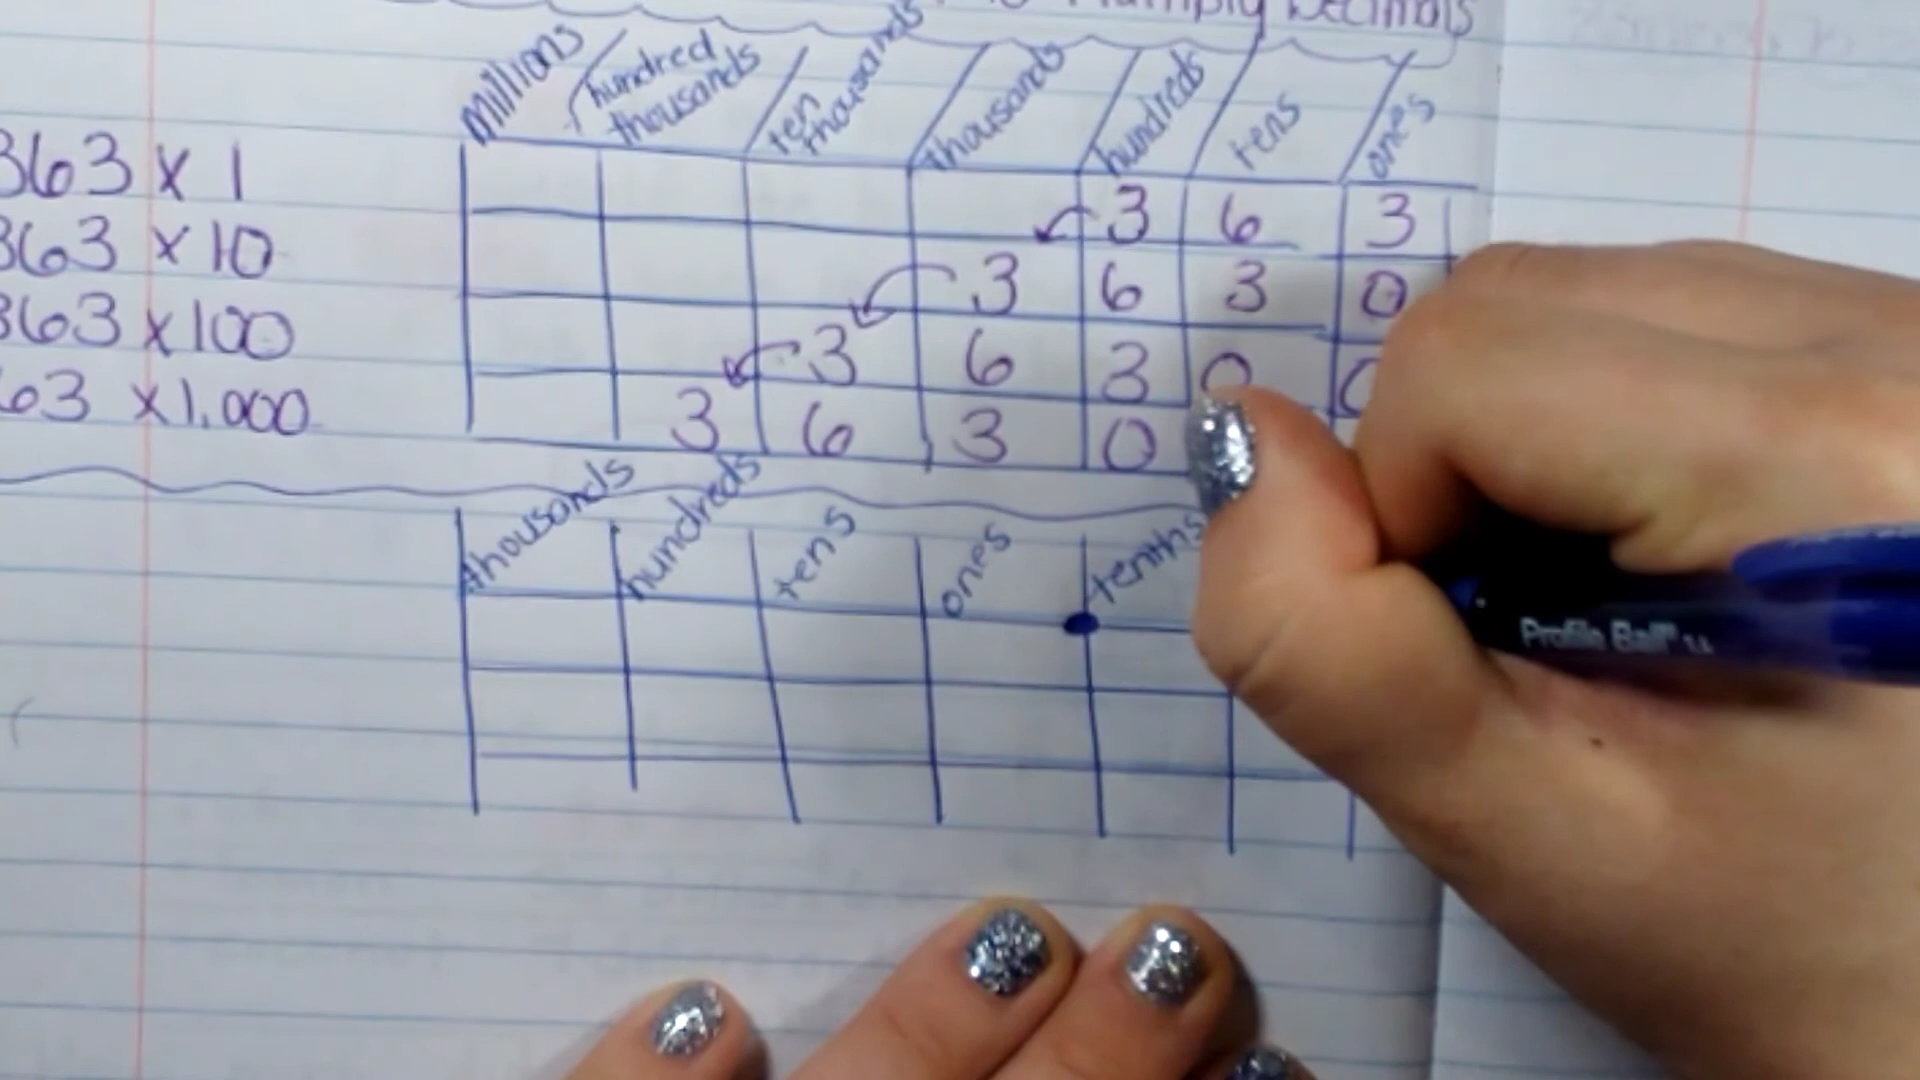 Multiply Decimals
millions hundred thousands ten thousands thousands hundreds tens ones
363 x 1 3 6 3
363 x 10 3 6 3 0
363 x 100 3 6 3 0 0
63 x 1,000 3 6 3 0
thousands hundreds tens ones tenths
Profile Ball 1.4